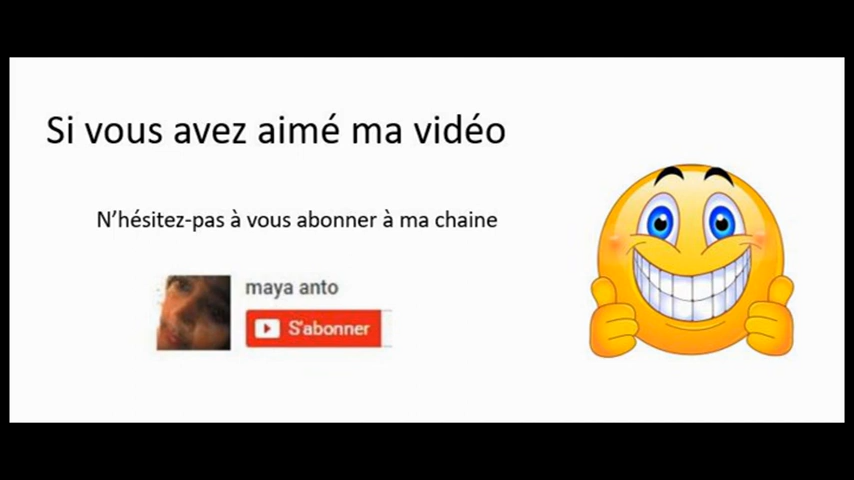 Si vous avez aimé ma vidéo
N’hésitez-pas à vous abonner à ma chaine
maya anto
S'abonner